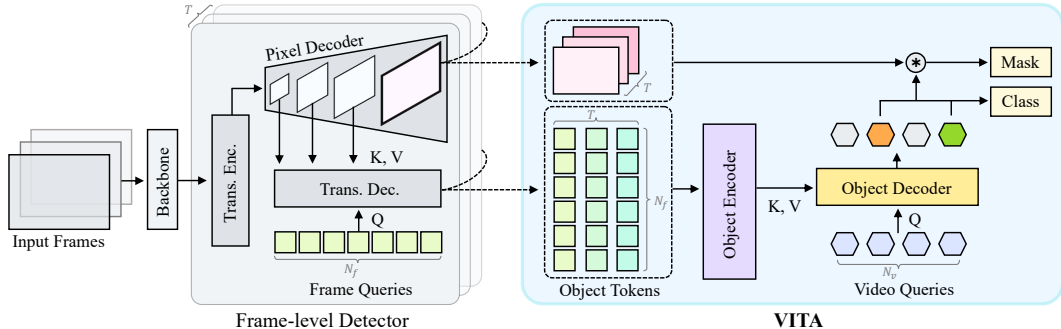 T
Pixel Decoder
Input Frames
Backbone
Trans. Enc.
K, V
Trans. Dec.
Q
N_f
Frame Queries
Frame-level Detector
T
T
N_f
Object Tokens
Object Encoder
K, V
Mask
Class
Object Decoder
Q
N_v
Video Queries
VITA